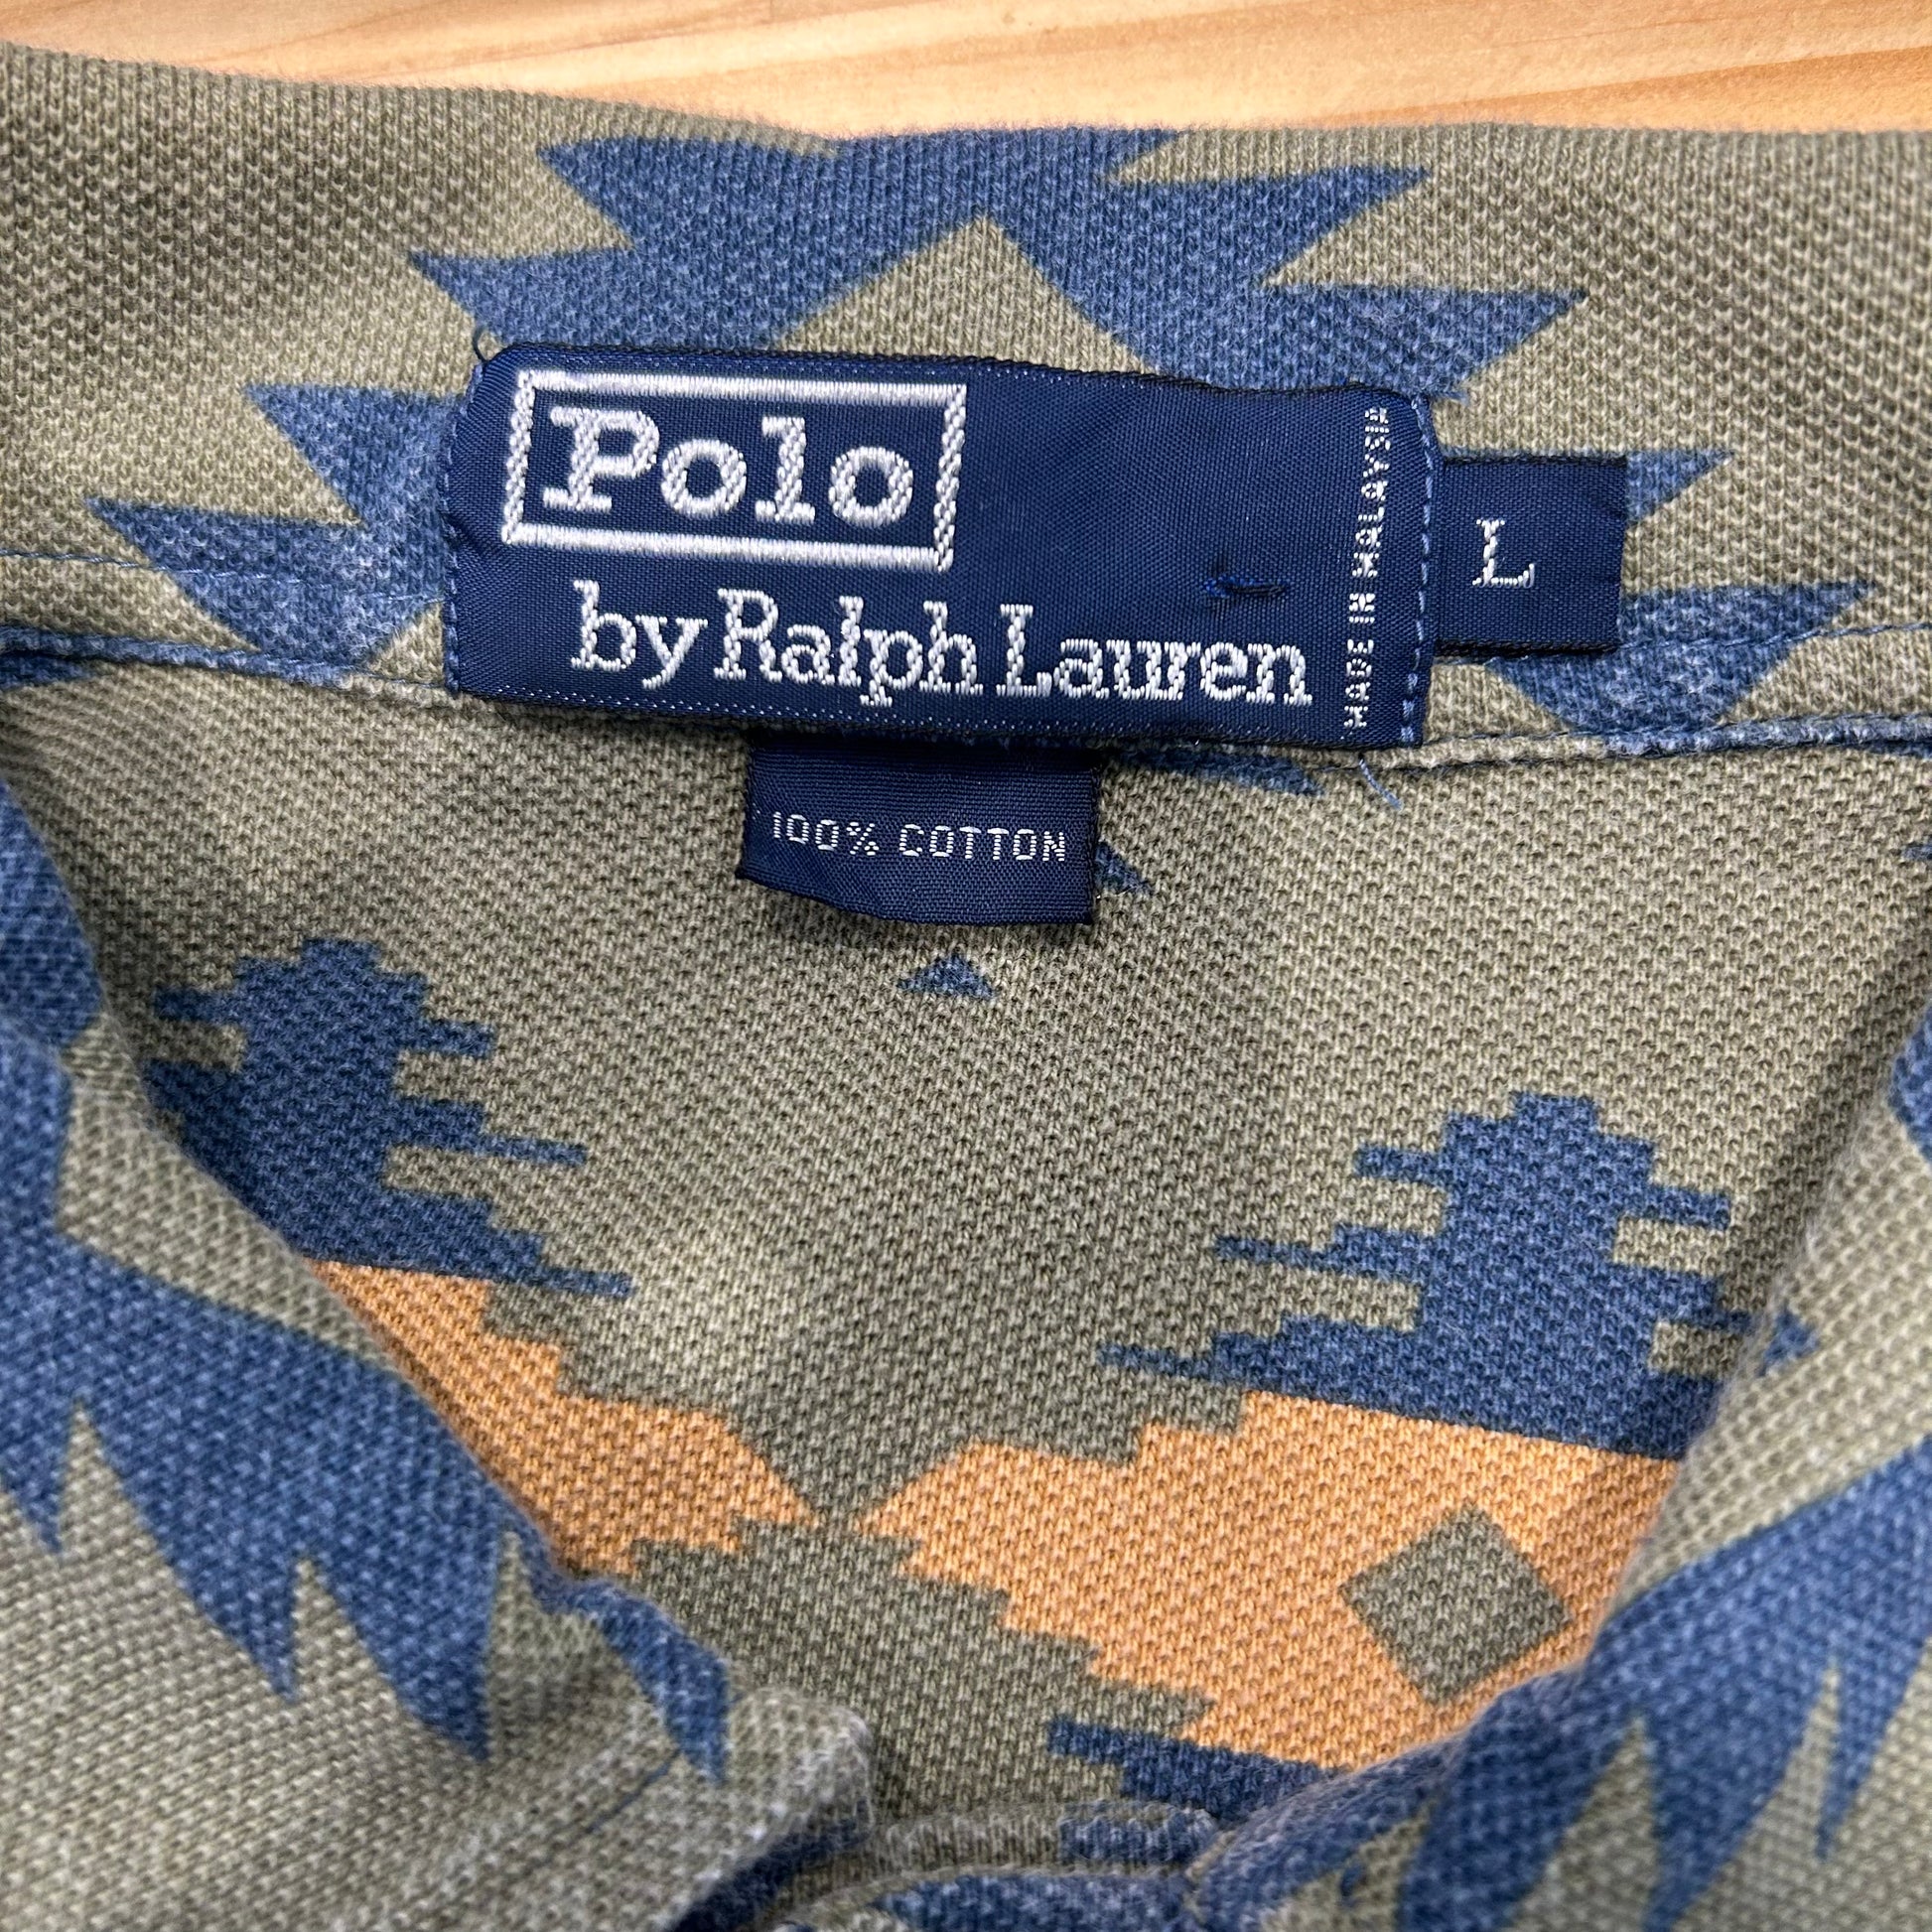 Polo
by Ralph Lauren
MADE IN MALAYSIA
L
100% COTTON